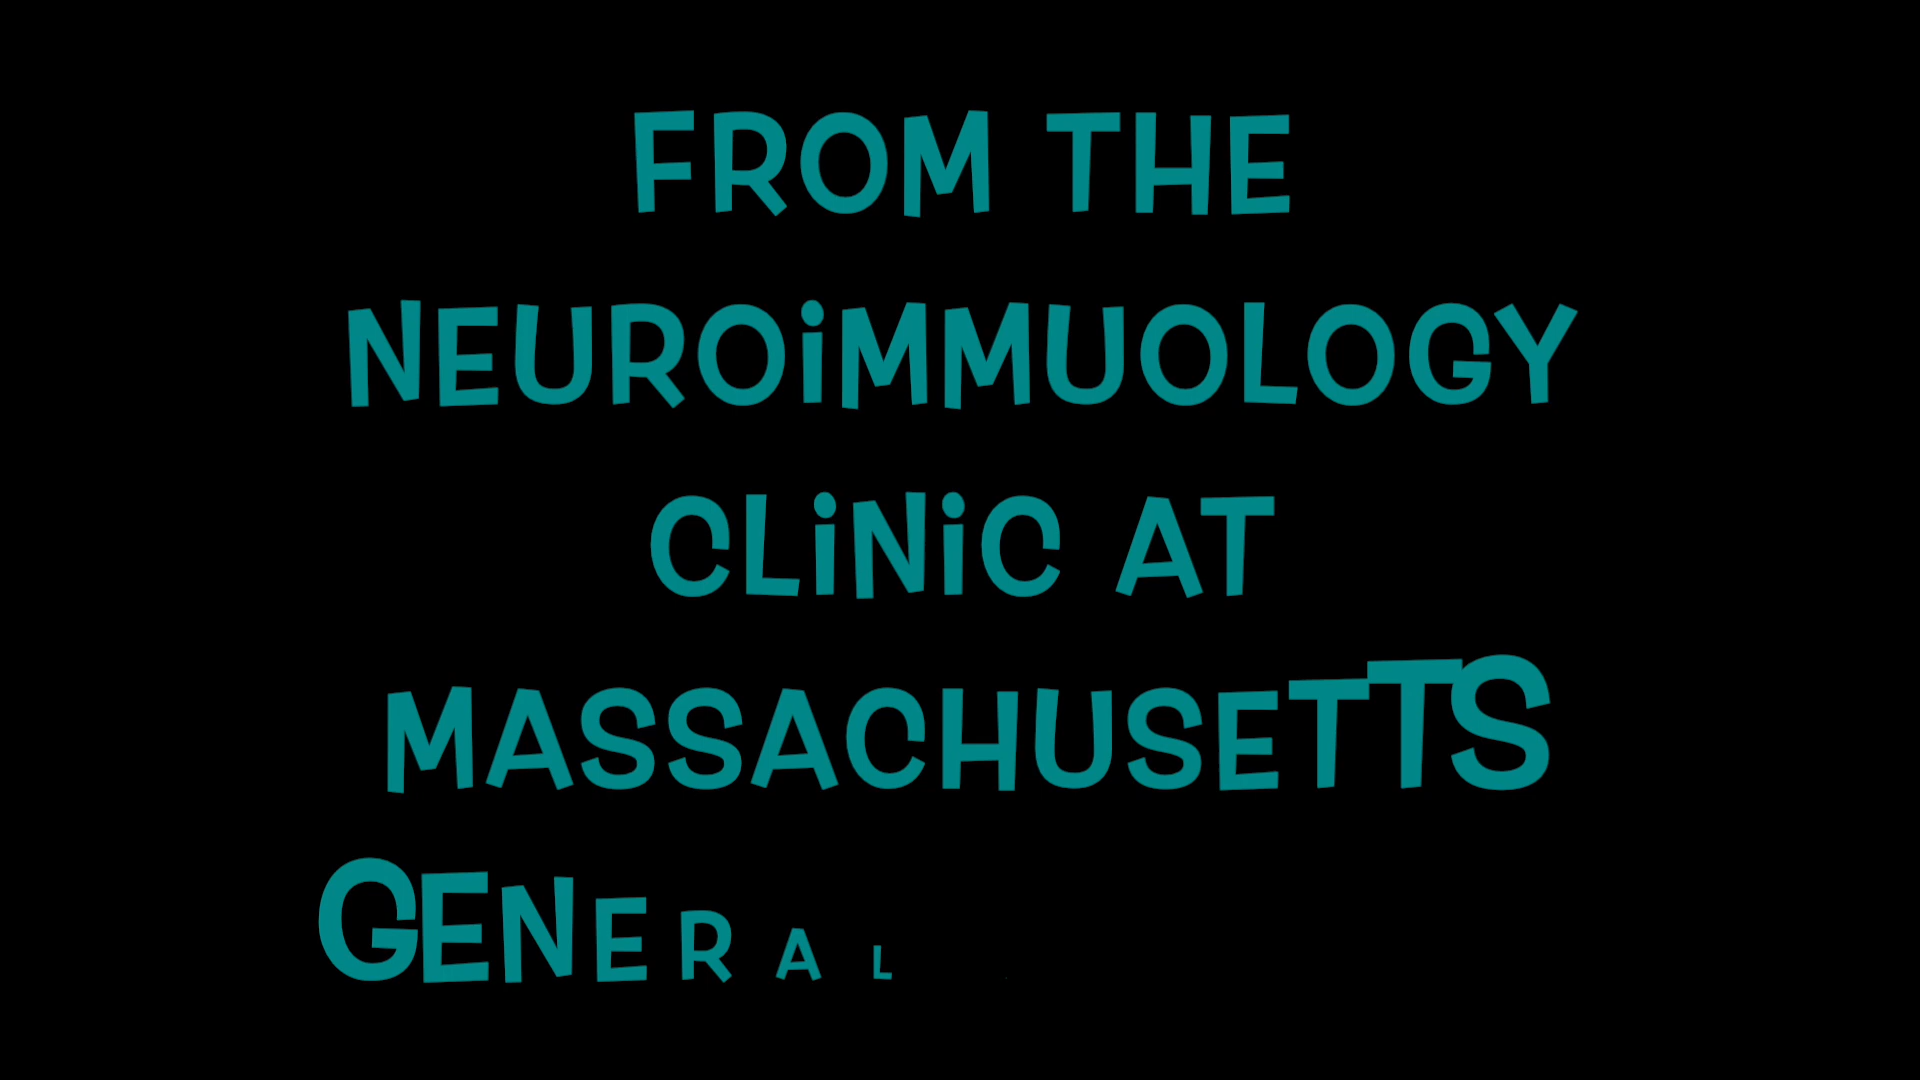 FROM THE
NEUROiMMUOLOGY
CLiNiC AT
MASSACHUSETTS
GENERAL